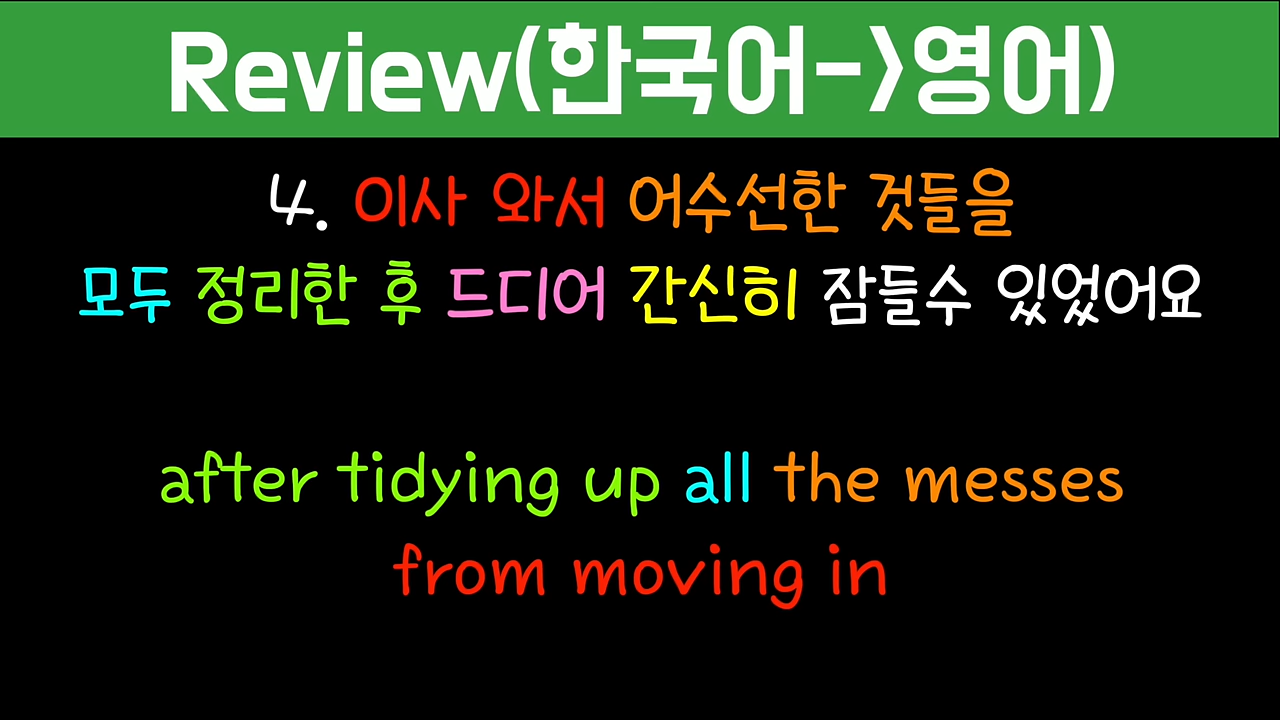 Review(한국어->영어)
4. 이사 와서 어수선한 것들을
모두 정리한 후 드디어 간신히 잠들수 있었어요
after tidying up all the messes
from moving in